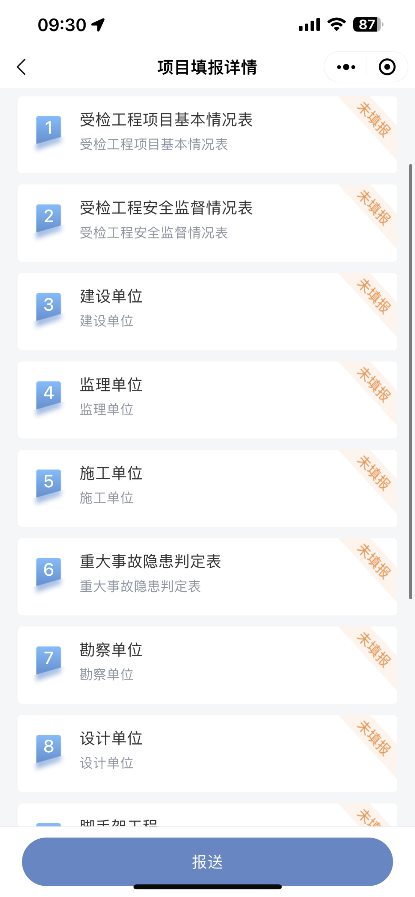 09:30
87
项目填报详情
1
受检工程项目基本情况表
受检工程项目基本情况表
未填报
2
受检工程安全监督情况表
受检工程安全监督情况表
未填报
3
建设单位
建设单位
未填报
4
监理单位
监理单位
未填报
5
施工单位
施工单位
未填报
6
重大事故隐患判定表
重大事故隐患判定表
未填报
7
勘察单位
勘察单位
未填报
8
设计单位
设计单位
未填报
脚手架工程
报送